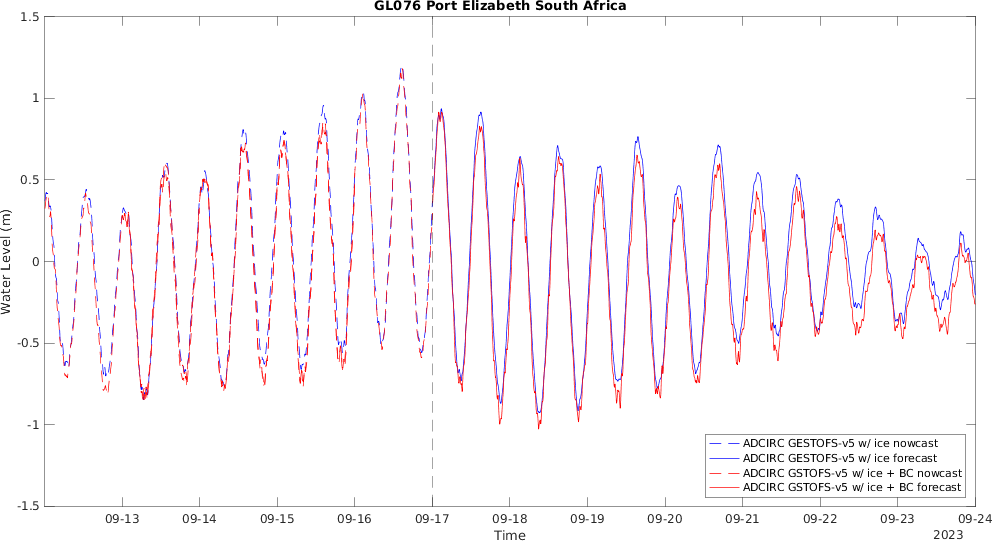 GL076 Port Elizabeth South Africa
1.5
1
0.5
0
-0.5
-1
-1.5
Water Level (m)
ADCIRC GESTOFS-v5 w/ ice nowcast
ADCIRC GESTOFS-v5 w/ ice forecast
ADCIRC GSTOFS-v5 w/ ice + BC nowcast
ADCIRC GSTOFS-v5 w/ ice + BC forecast
09-13 09-14 09-15 09-16 09-17 09-18 09-19 09-20 09-21 09-22 09-23 09-24
Time
2023